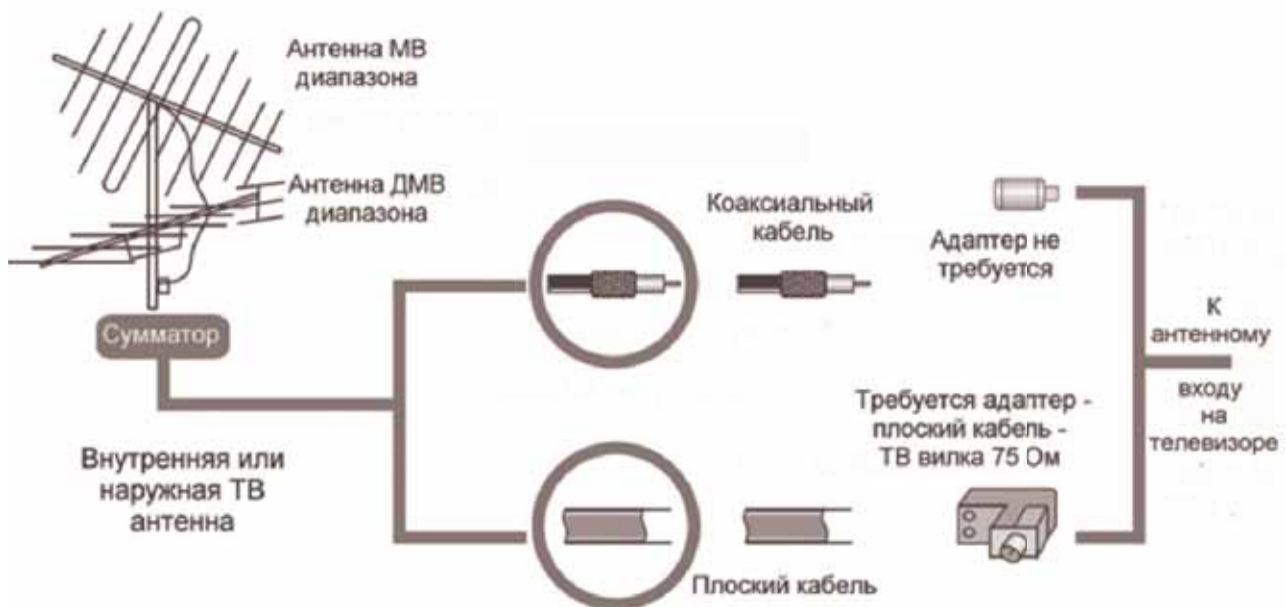 Антенна МВ
диапазона
Антенна ДМВ
диапазона
Сумматор
Внутренняя или
наружная ТВ
антенна
Коаксиальный
кабель
Адаптер не
требуется
Плоский кабель
Требуется адаптер -
плоский кабель -
ТВ вилка 75 Ом
К
антенному
входу
на
телевизоре